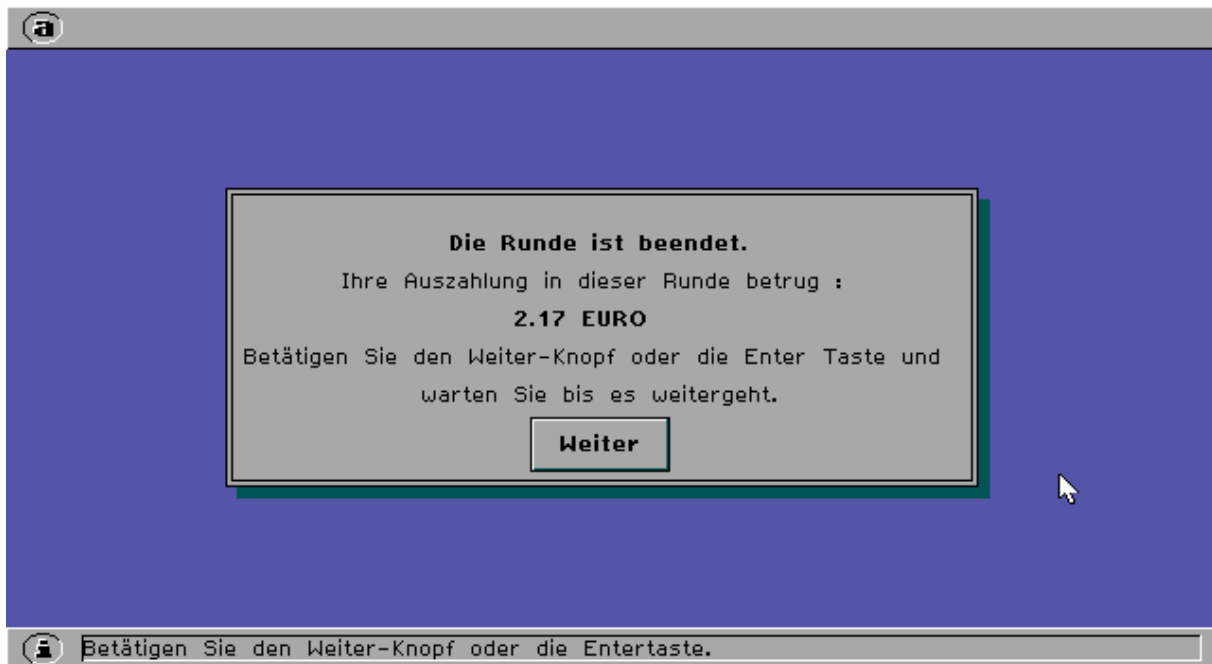 a
Die Runde ist beendet.
Ihre Auszahlung in dieser Runde betrug :
2.17 EURO
Betätigen Sie den Weiter-Knopf oder die Enter Taste und
warten Sie bis es weitergeht.
Weiter
i Betätigen Sie den Weiter-Knopf oder die Entertaste.